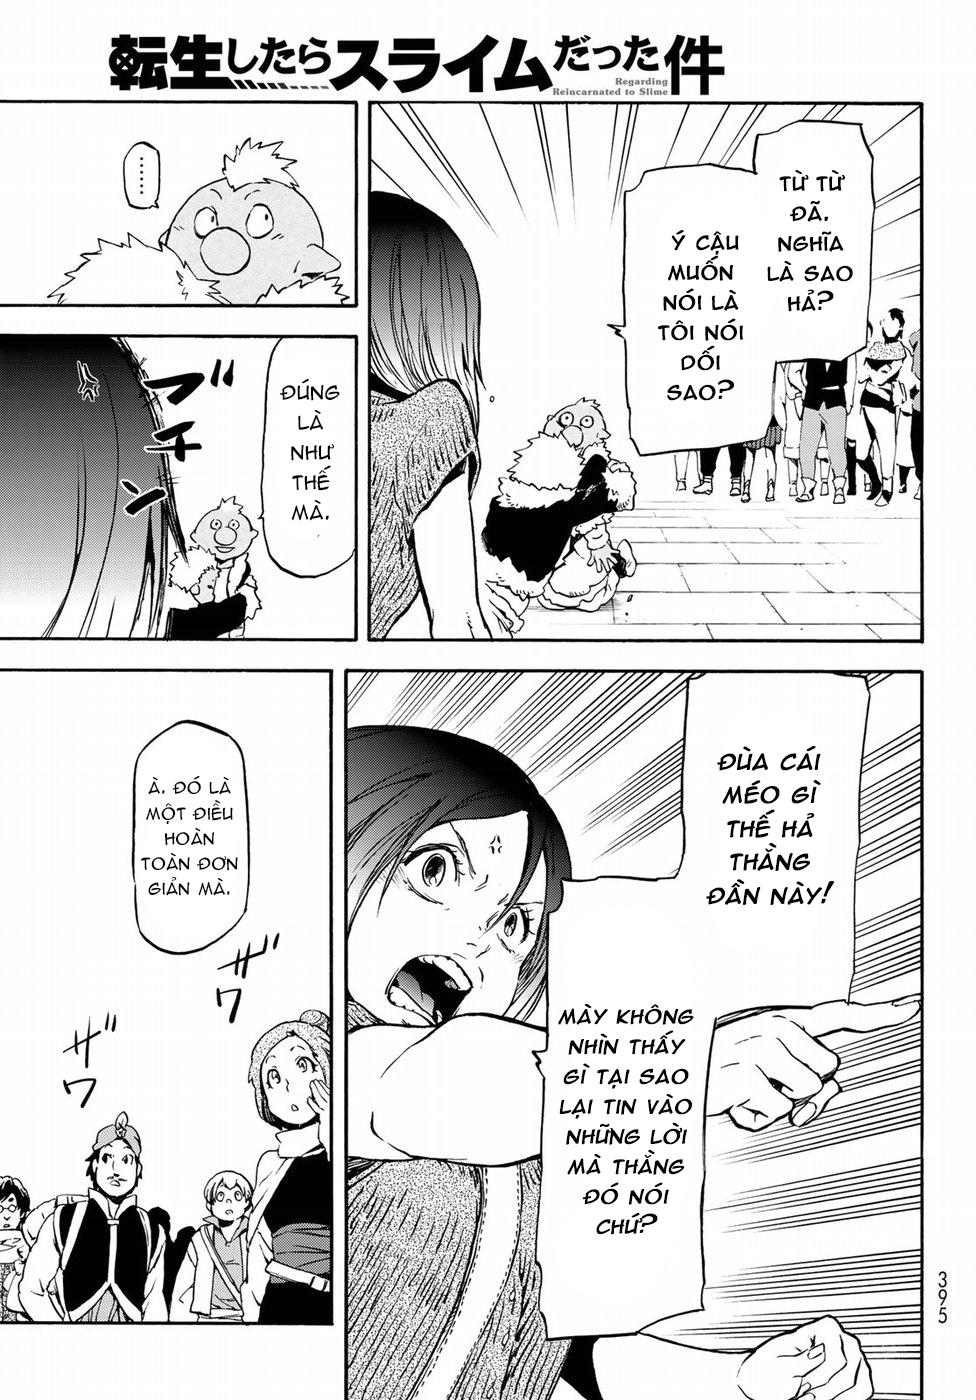 転生したらスライムだった件
Regarding
Reincarnated to Slime
TỪ TỪ
ĐÃ.
NGHĨA
LÀ SAO
HẢ?
Ý CẬU
MUỐN
NÓI LÀ
TÔI NÓI
DỐI
SAO?
………
ĐÚNG
LÀ
NHƯ
THẾ
MÀ.
ブチン
ĐÙA CÁI
MÉO GÌ
THẾ HẢ
THẰNG
ĐẦN NÀY!
MÀY KHÔNG
NHÌN THẤY
GÌ TẠI SAO
LẠI TIN VÀO
NHỮNG LỜI
MÀ THẰNG
ĐÓ NÓI
CHỨ?
À. ĐÓ LÀ
MỘT ĐIỀU
HOÀN
TOÀN ĐƠN
GIẢN MÀ.
ザワ
ザワ
395